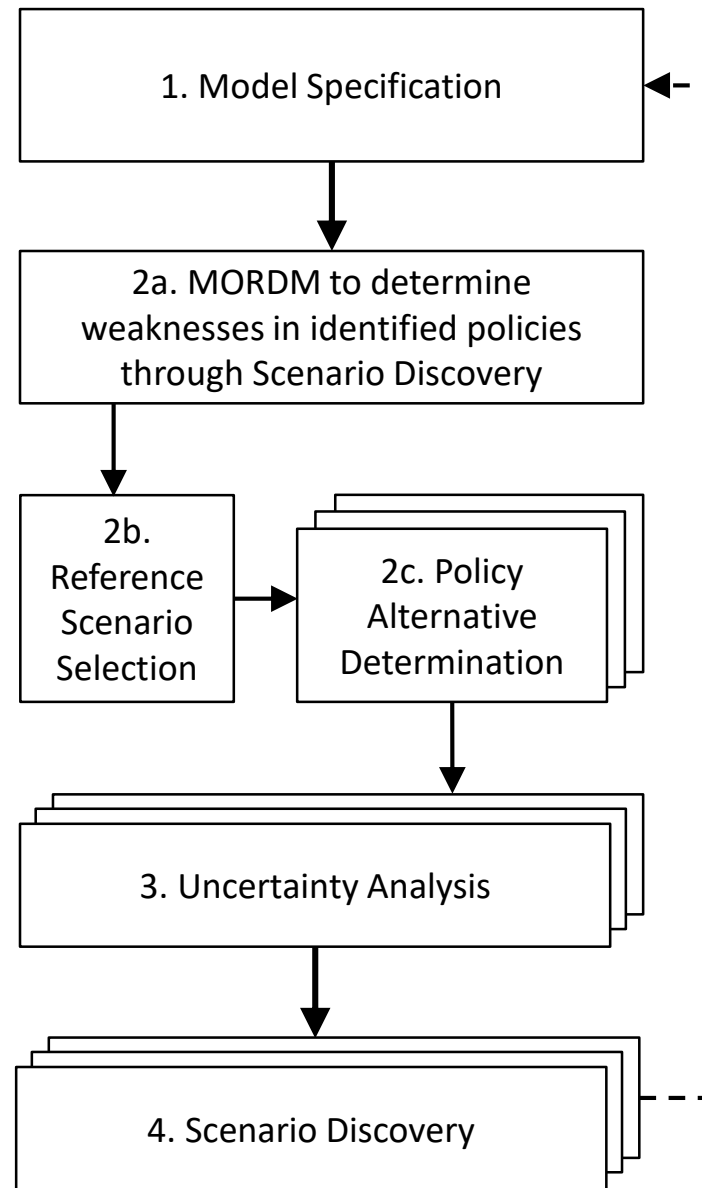 1. Model Specification
2a. MORDM to determine
weaknesses in identified policies
through Scenario Discovery
2b.
Reference
Scenario
Selection
2c. Policy
Alternative
Determination
3. Uncertainty Analysis
4. Scenario Discovery